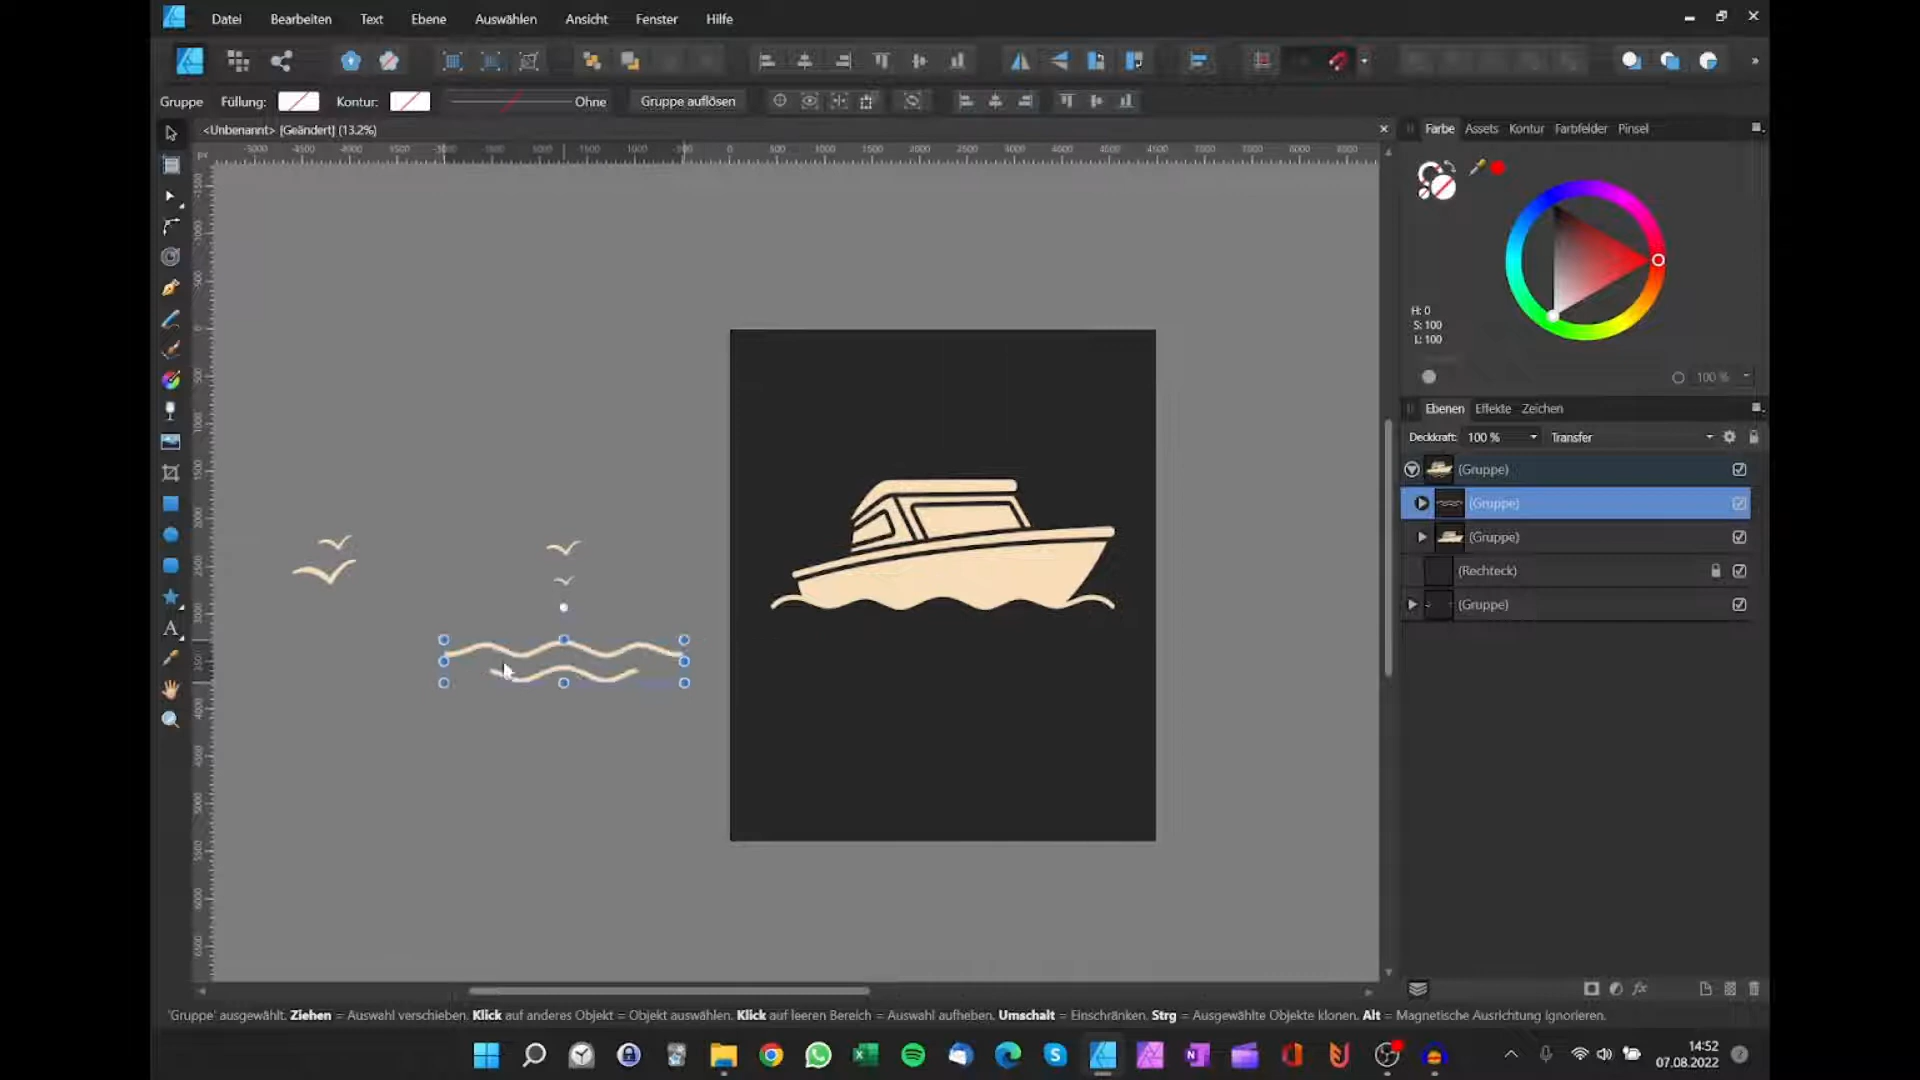 Datei Bearbeiten Text Ebene Auswählen Ansicht Fenster Hilfe
Gruppe Füllung: Kontur: Ohne Gruppe auflösen
<Unbenannt> [Geändert] (13.2%)
Farbe Assets Kontur Farbfelder Pinsel
H: 0
S: 100
L: 100
100 %
Ebenen Effekte Zeichen
Deckkraft: 100 % Transfer
(Gruppe)
(Gruppe)
(Gruppe)
(Rechteck)
(Gruppe)
'Gruppe' ausgewählt. Ziehen = Auswahl verschieben. Klick auf anderes Objekt = Objekt auswählen. Klick auf leeren Bereich = Auswahl aufheben. Umschalt = Einschränken. Strg = Ausgewählte Objekte klonen. Alt = Magnetische Ausrichtung ignorieren.
14:52
07.08.2022